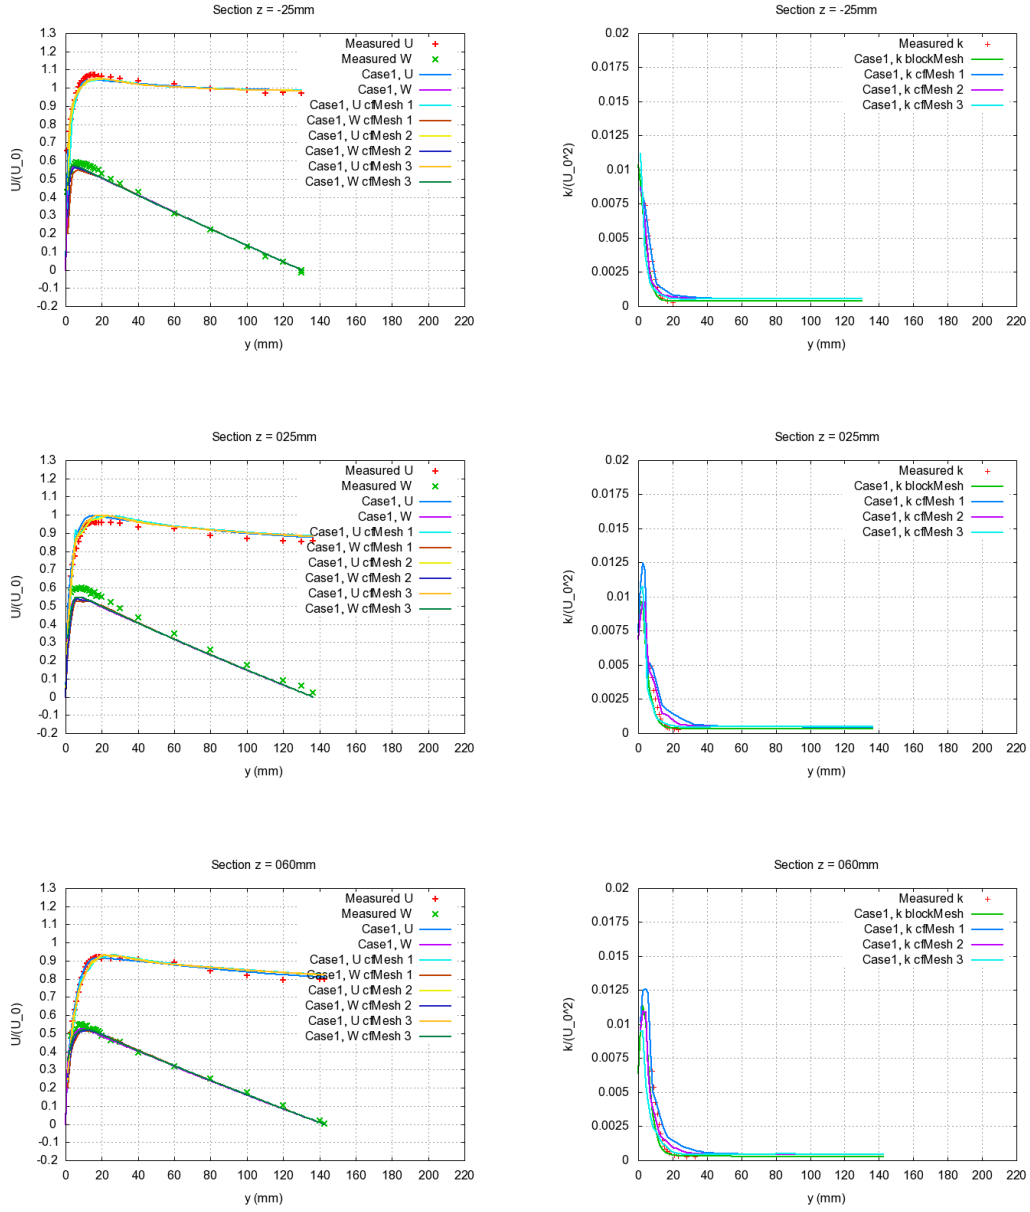 Section z = -25mm
U/(U_0)
1.3
1.2
1.1
1
0.9
0.8
0.7
0.6
0.5
0.4
0.3
0.2
0.1
0
-0.1
-0.2
Measured U
Measured W
Case1, U
Case1, W
Case1, U cfMesh 1
Case1, W cfMesh 1
Case1, U cfMesh 2
Case1, W cfMesh 2
Case1, U cfMesh 3
Case1, W cfMesh 3
0 20 40 60 80 100 120 140 160 180 200 220
y (mm)
Section z = -25mm
k/(U_0^2)
0.02
0.0175
0.015
0.0125
0.01
0.0075
0.005
0.0025
0
Measured k
Case1, k blockMesh
Case1, k cfMesh 1
Case1, k cfMesh 2
Case1, k cfMesh 3
0 20 40 60 80 100 120 140 160 180 200 220
y (mm)
Section z = 025mm
U/(U_0)
1.3
1.2
1.1
1
0.9
0.8
0.7
0.6
0.5
0.4
0.3
0.2
0.1
0
-0.1
-0.2
Measured U
Measured W
Case1, U
Case1, W
Case1, U cfMesh 1
Case1, W cfMesh 1
Case1, U cfMesh 2
Case1, W cfMesh 2
Case1, U cfMesh 3
Case1, W cfMesh 3
0 20 40 60 80 100 120 140 160 180 200 220
y (mm)
Section z = 025mm
k/(U_0^2)
0.02
0.0175
0.015
0.0125
0.01
0.0075
0.005
0.0025
0
Measured k
Case1, k blockMesh
Case1, k cfMesh 1
Case1, k cfMesh 2
Case1, k cfMesh 3
0 20 40 60 80 100 120 140 160 180 200 220
y (mm)
Section z = 060mm
U/(U_0)
1.3
1.2
1.1
1
0.9
0.8
0.7
0.6
0.5
0.4
0.3
0.2
0.1
0
-0.1
-0.2
Measured U
Measured W
Case1, U
Case1, W
Case1, U cfMesh 1
Case1, W cfMesh 1
Case1, U cfMesh 2
Case1, W cfMesh 2
Case1, U cfMesh 3
Case1, W cfMesh 3
0 20 40 60 80 100 120 140 160 180 200 220
y (mm)
Section z = 060mm
k/(U_0^2)
0.02
0.0175
0.015
0.0125
0.01
0.0075
0.005
0.0025
0
Measured k
Case1, k blockMesh
Case1, k cfMesh 1
Case1, k cfMesh 2
Case1, k cfMesh 3
0 20 40 60 80 100 120 140 160 180 200 220
y (mm)